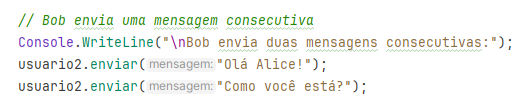 // Bob envia uma mensagem consecutiva
Console.WriteLine("\nBob envia duas mensagens consecutivas:");
usuario2.enviar( mensagem: "Olá Alice!");
usuario2.enviar( mensagem: "Como você está?");